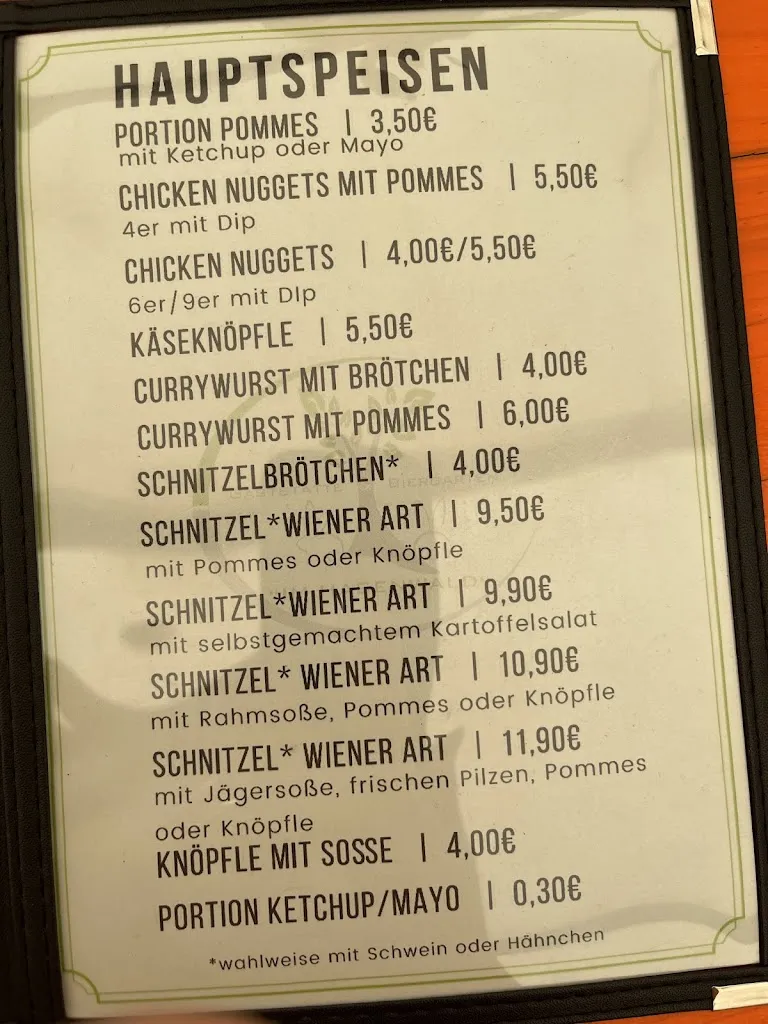 HAUPTSPEISEN
PORTION POMMES | 3,50€
mit Ketchup oder Mayo
CHICKEN NUGGETS MIT POMMES | 5,50€
4er mit Dip
CHICKEN NUGGETS | 4,00€/5,50€
6er/9er mit DIp
KÄSEKNÖPFLE | 5,50€
CURRYWURST MIT BRÖTCHEN | 4,00€
CURRYWURST MIT POMMES | 6,00€
SCHNITZELBRÖTCHEN* | 4,00€
BIERGARTEN
SCHNITZEL*WIENER ART | 9,50€
mit Pommes oder Knöpfle
SCHNITZEL*WIENER ART | 9,90€
mit selbstgemachtem Kartoffelsalat
SCHNITZEL* WIENER ART | 10,90€
mit Rahmsoße, Pommes oder Knöpfle
SCHNITZEL* WIENER ART | 11,90€
mit Jägersoße, frischen Pilzen, Pommes
oder Knöpfle
KNÖPFLE MIT SOSSE | 4,00€
PORTION KETCHUP/MAYO | 0,30€
*wahlweise mit Schwein oder Hähnchen